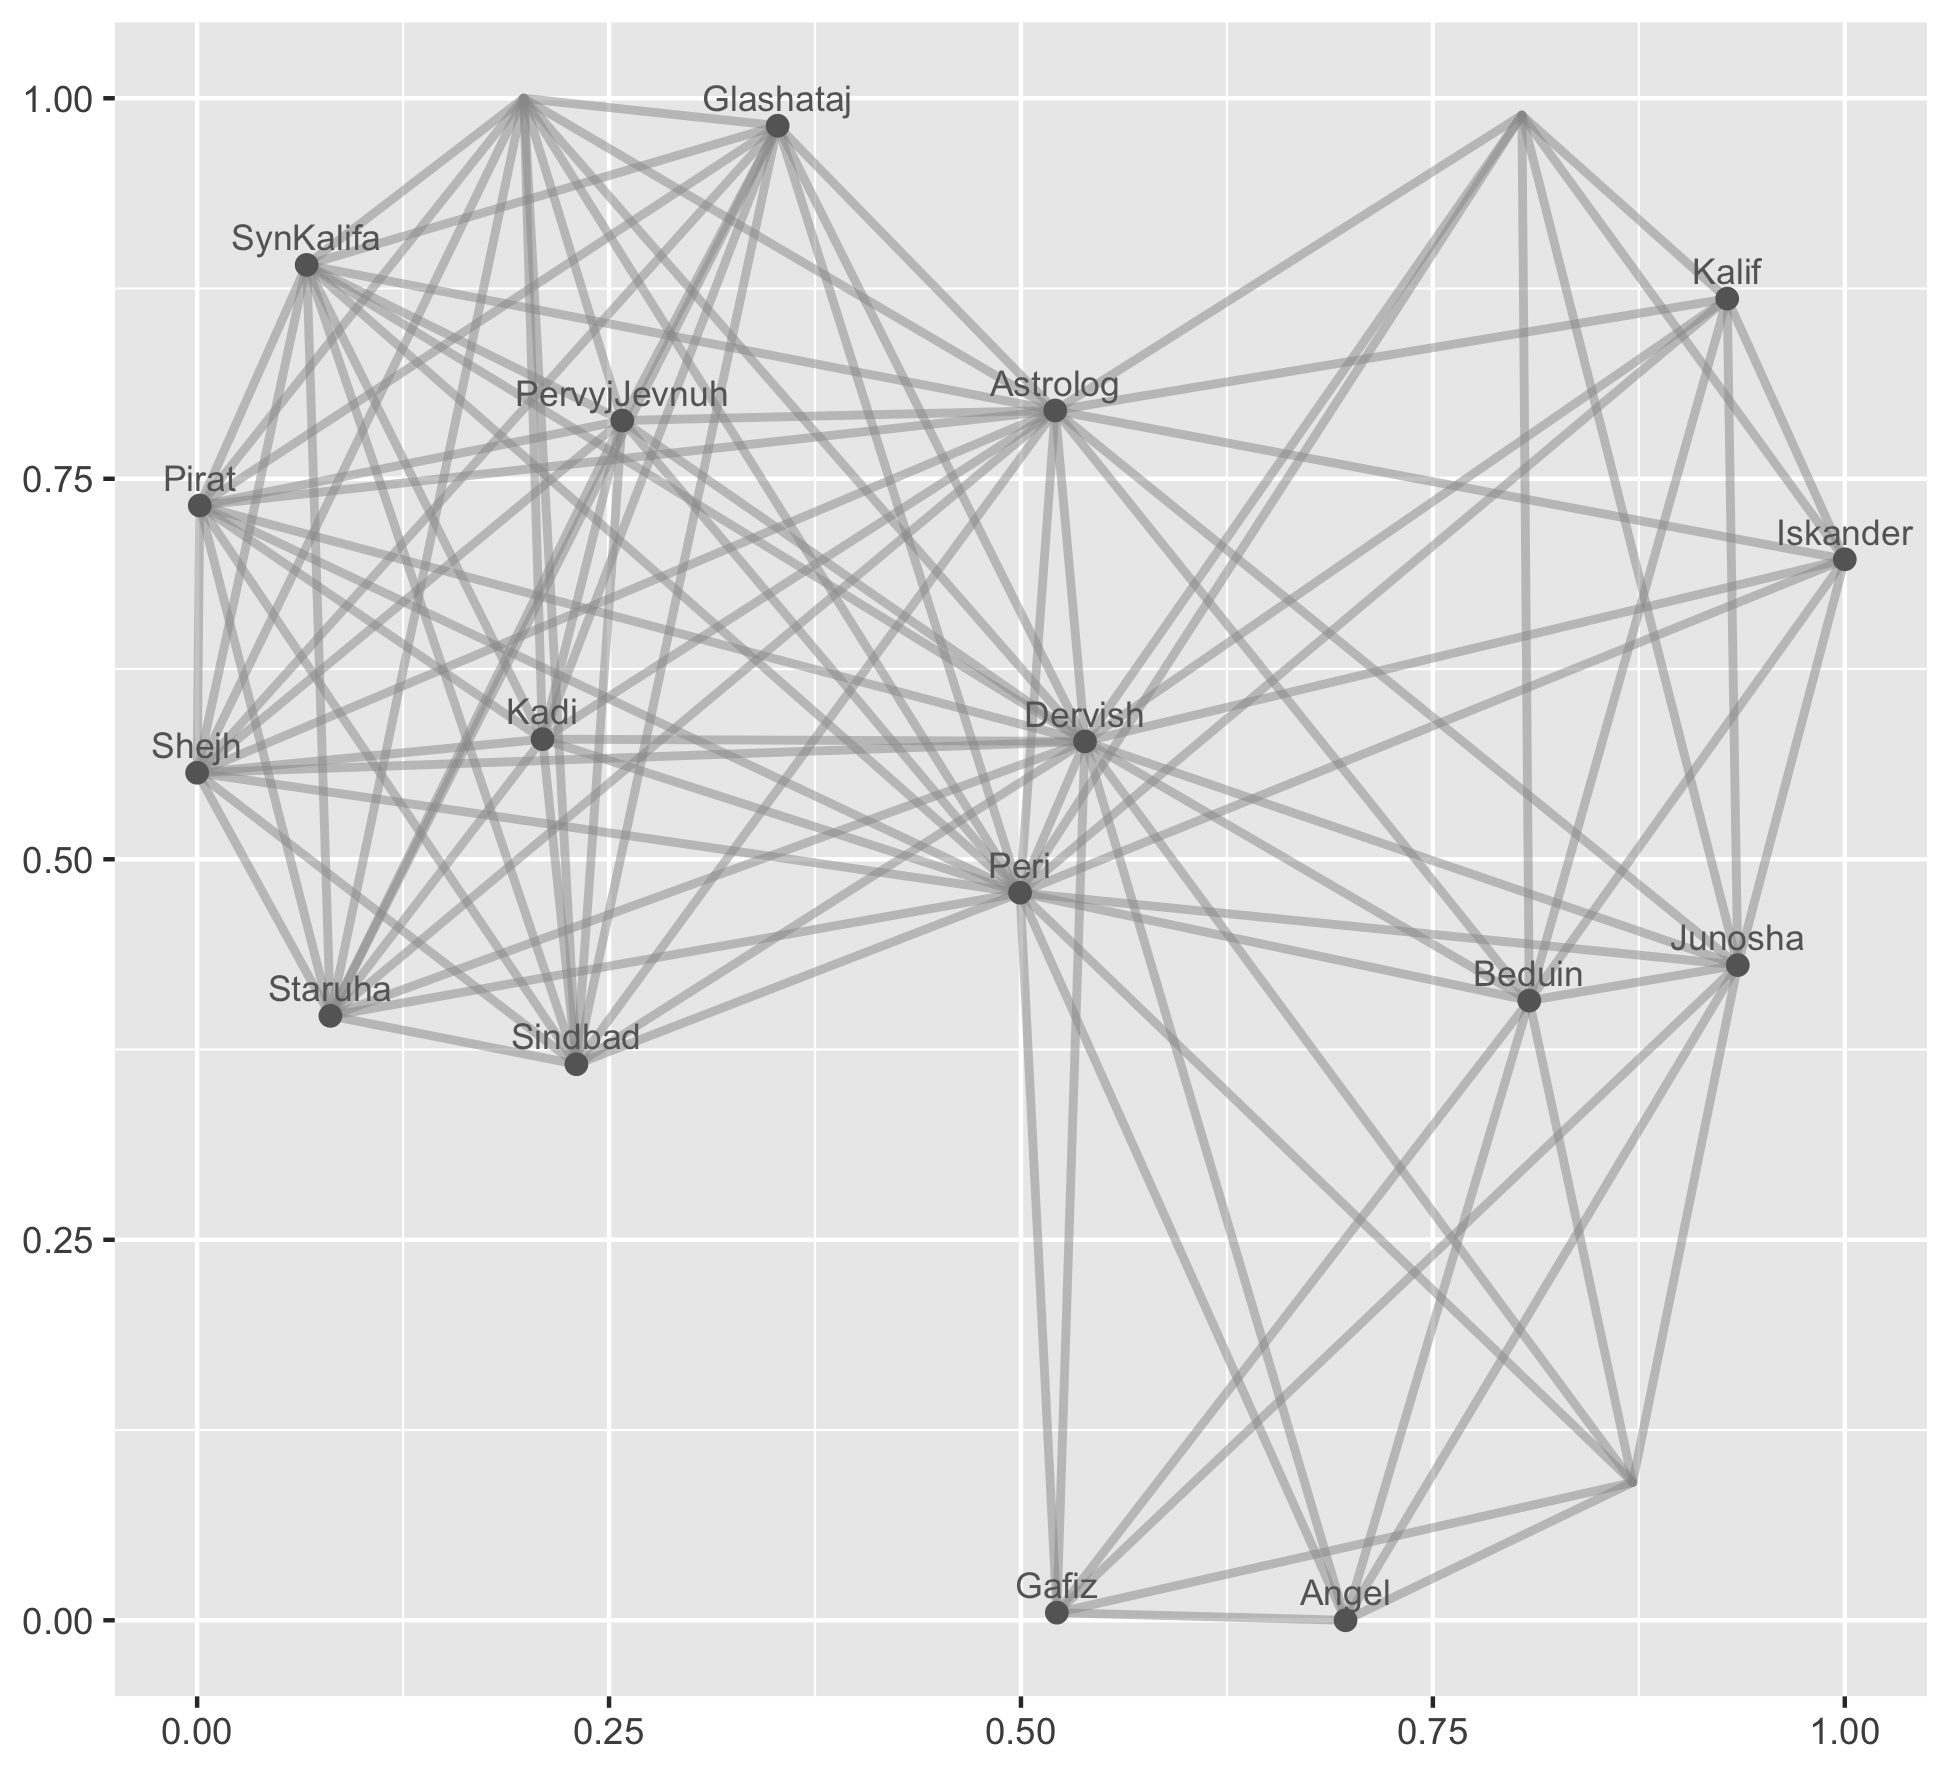 1.00
0.75
0.50
0.25
0.00
Glashataj
SynKalifa
Kalif
PervyjJevnuh
Astrolog
Pirat
Iskander
Kadi
Dervish
Shejh
Peri
Junosha
Beduin
Staruha
Sindbad
Gafiz
Angel
0.00 0.25 0.50 0.75 1.00